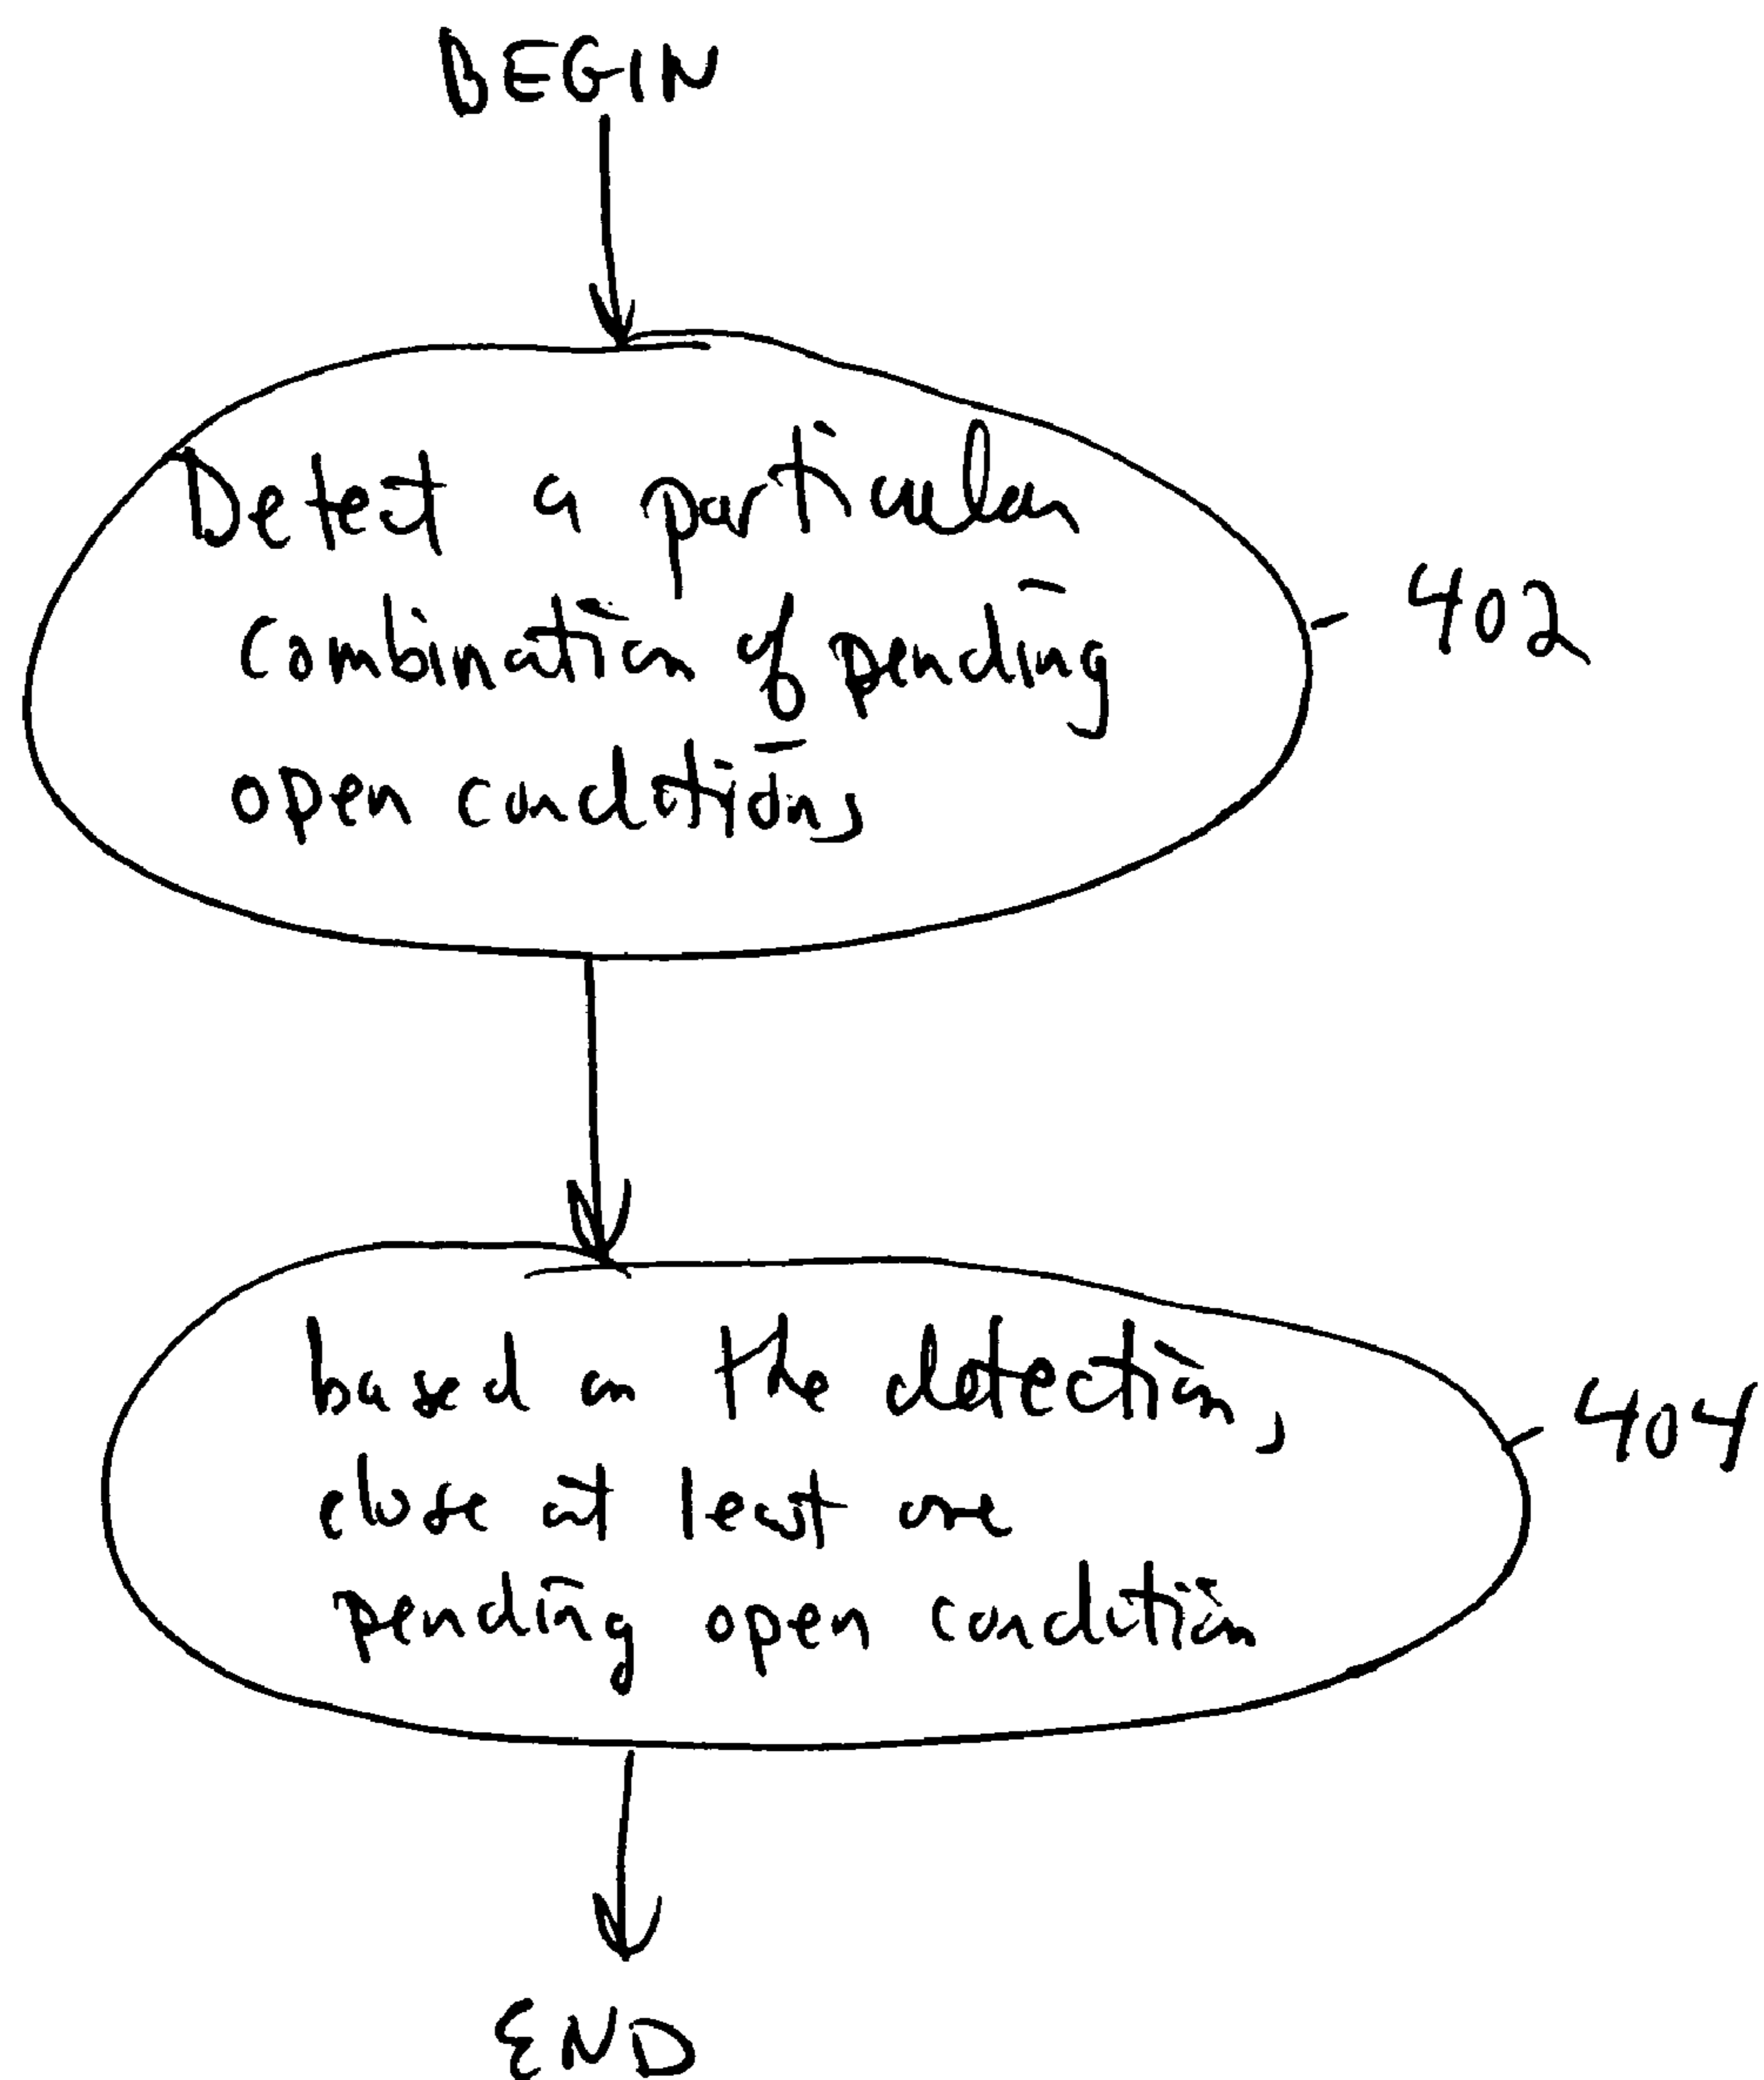 BEGIN
Detect a particular
combination of pending
open conditions
402
based on the detection,
close at least one
pending open condition
404
END